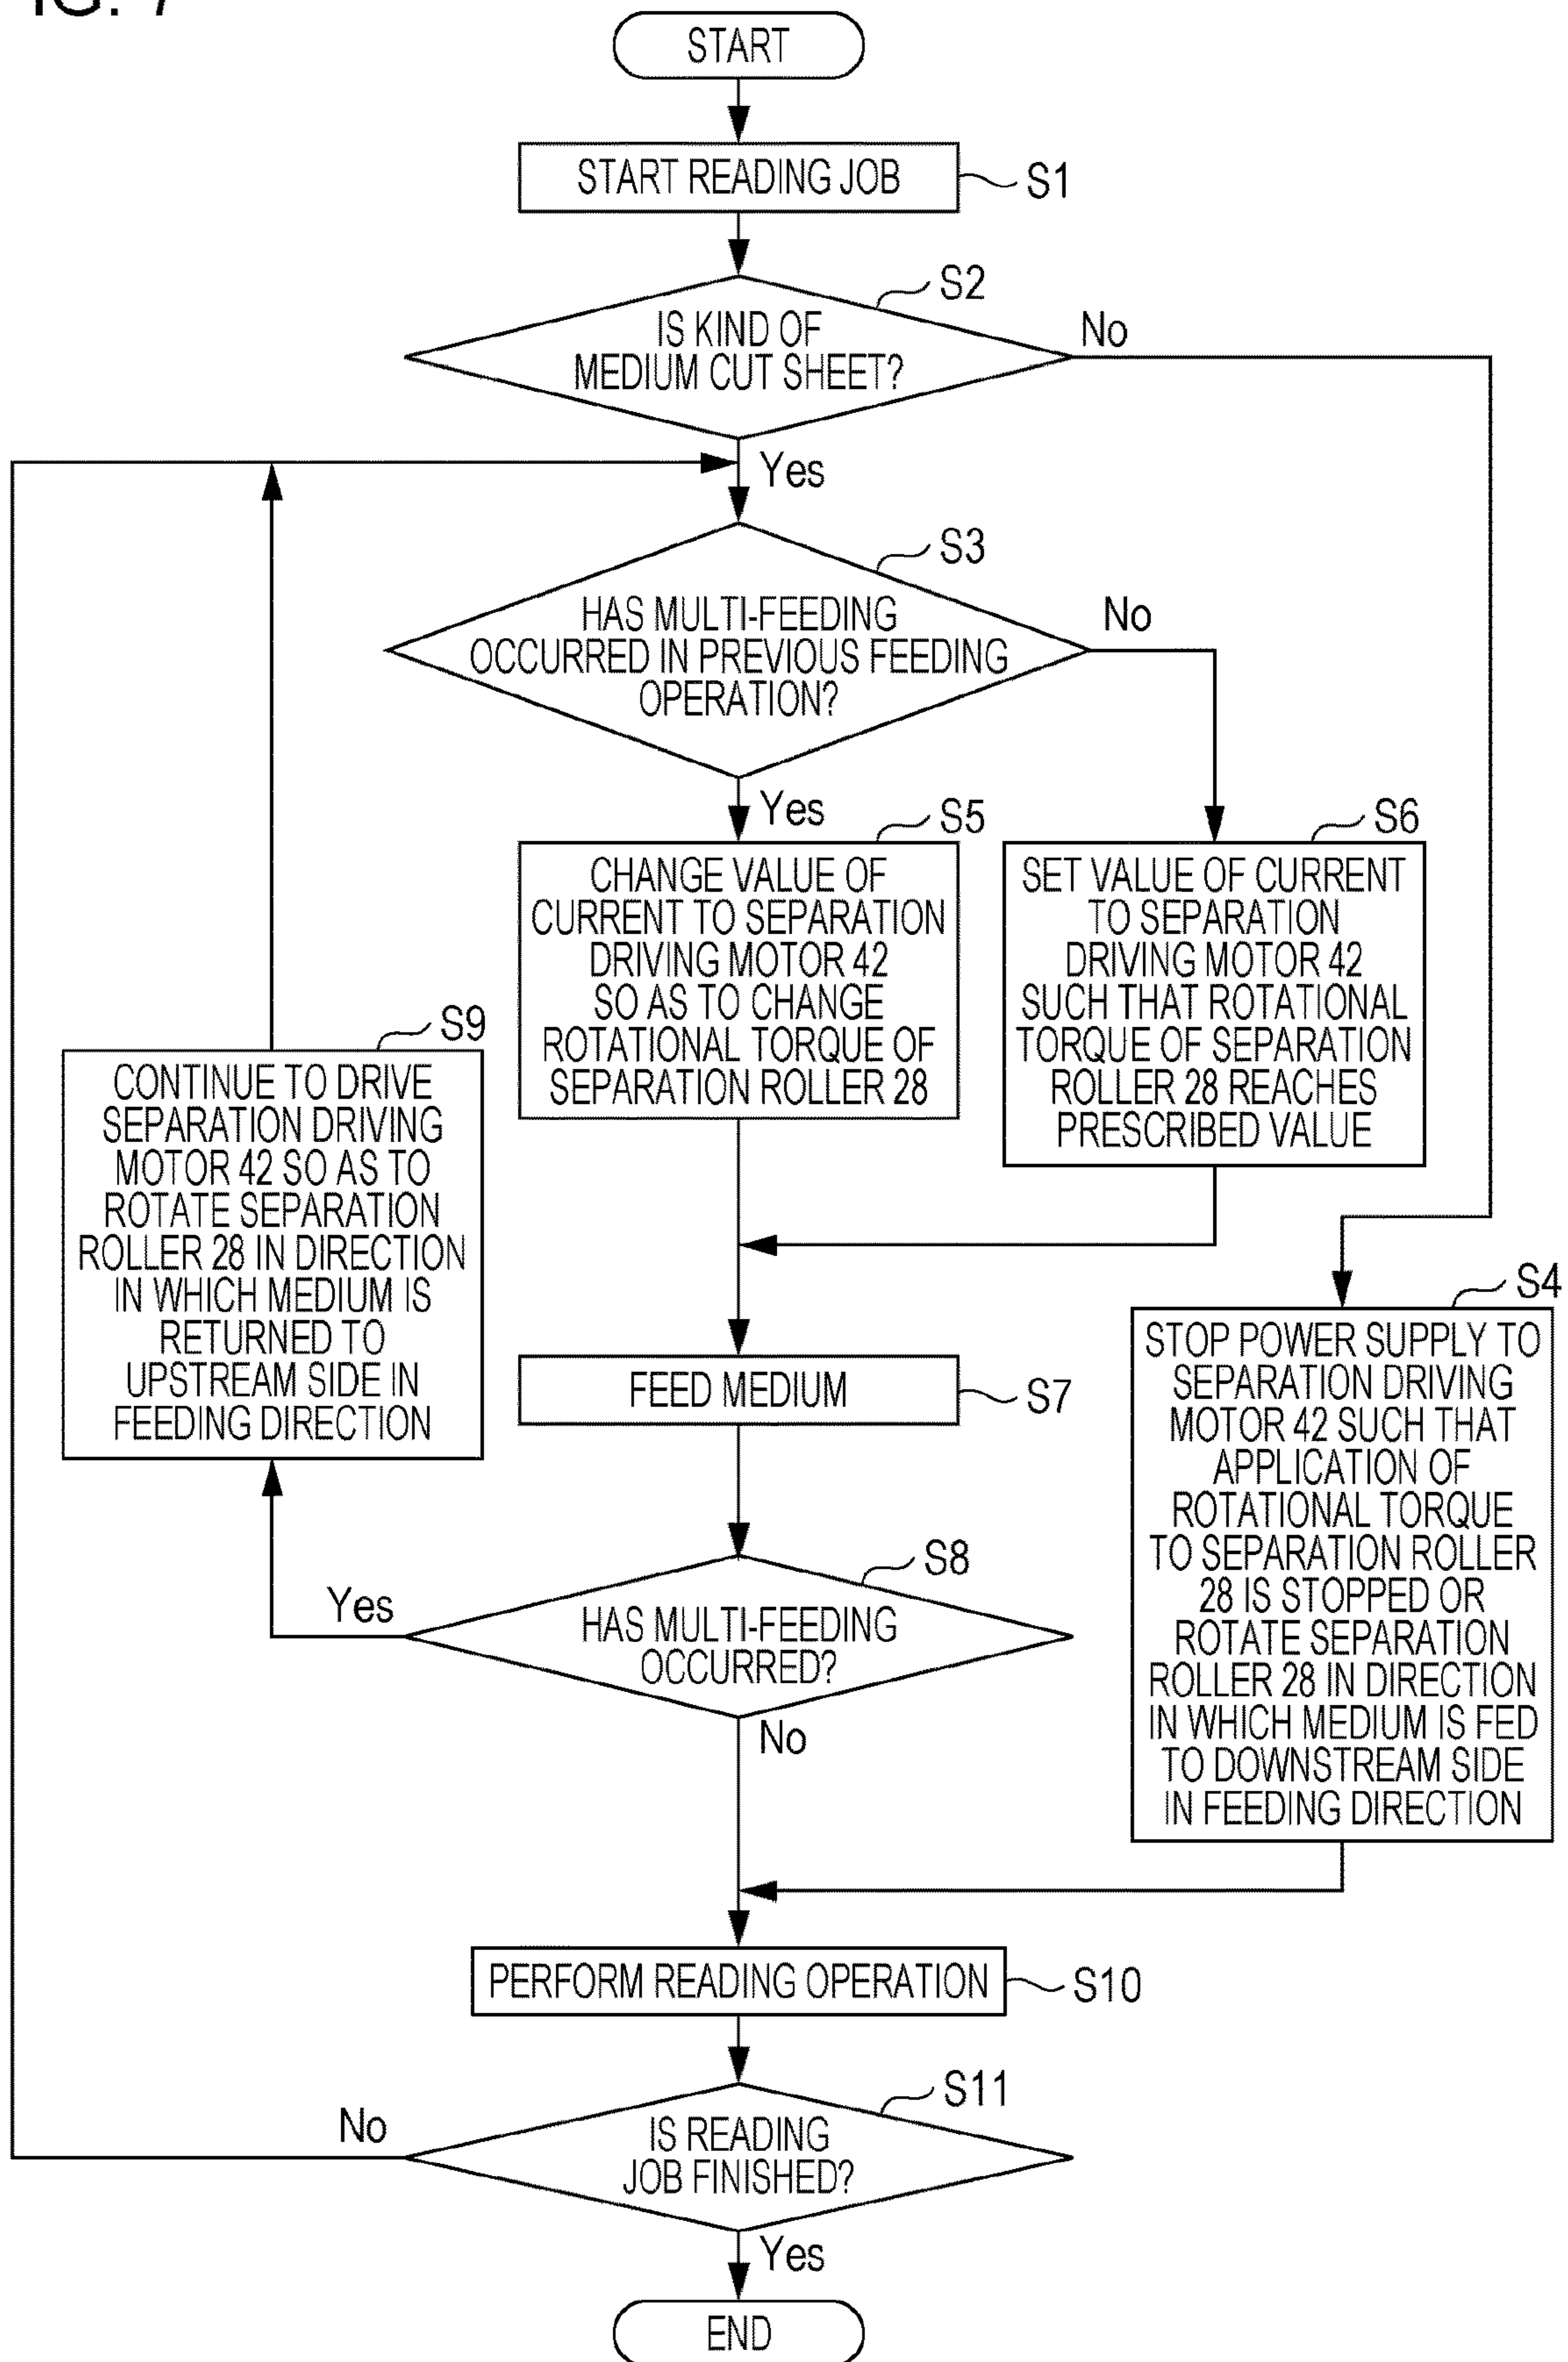 IG. 7
START
START READING JOB
S1
S2
IS KIND OF
MEDIUM CUT SHEET?
No
Yes
S3
HAS MULTI-FEEDING
OCCURRED IN PREVIOUS FEEDING
OPERATION?
No
Yes
S5
CHANGE VALUE OF
CURRENT TO SEPARATION
DRIVING MOTOR 42
SO AS TO CHANGE
ROTATIONAL TORQUE OF
SEPARATION ROLLER 28
S6
SET VALUE OF CURRENT
TO SEPARATION
DRIVING MOTOR 42
SUCH THAT ROTATIONAL
TORQUE OF SEPARATION
ROLLER 28 REACHES
PRESCRIBED VALUE
S9
CONTINUE TO DRIVE
SEPARATION DRIVING
MOTOR 42 SO AS TO
ROTATE SEPARATION
ROLLER 28 IN DIRECTION
IN WHICH MEDIUM IS
RETURNED TO
UPSTREAM SIDE IN
FEEDING DIRECTION
S4
STOP POWER SUPPLY TO
SEPARATION DRIVING
MOTOR 42 SUCH THAT
APPLICATION OF
ROTATIONAL TORQUE
TO SEPARATION ROLLER
28 IS STOPPED OR
ROTATE SEPARATION
ROLLER 28 IN DIRECTION
IN WHICH MEDIUM IS FED
TO DOWNSTREAM SIDE
IN FEEDING DIRECTION
FEED MEDIUM
S7
S8
Yes
HAS MULTI-FEEDING
OCCURRED?
No
PERFORM READING OPERATION
S10
S11
No
IS READING
JOB FINISHED?
Yes
END